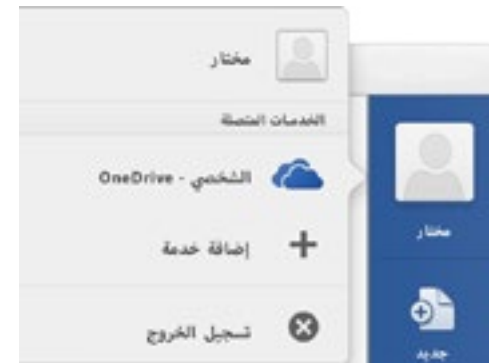 مختار
الخدمات المتصلة
OneDrive - الشخصي
إضافة خدمة
تسجيل الخروج
مختار
جديد